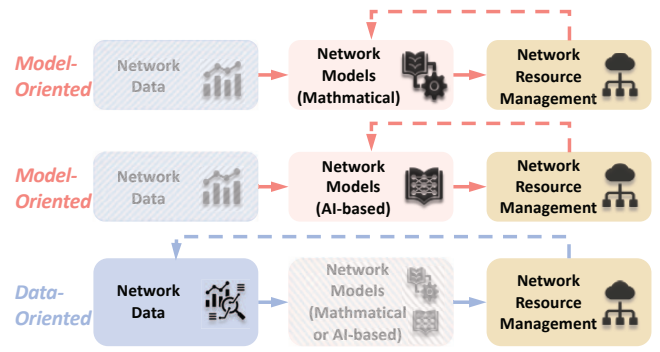 Model-
Oriented
Network
Data
Network
Models
(Mathmatical)
Network
Resource
Management
Model-
Oriented
Network
Data
Network
Models
(AI-based)
Network
Resource
Management
Data-
Oriented
Network
Data
Network
Models
(Mathmatical
or AI-based)
Network
Resource
Management